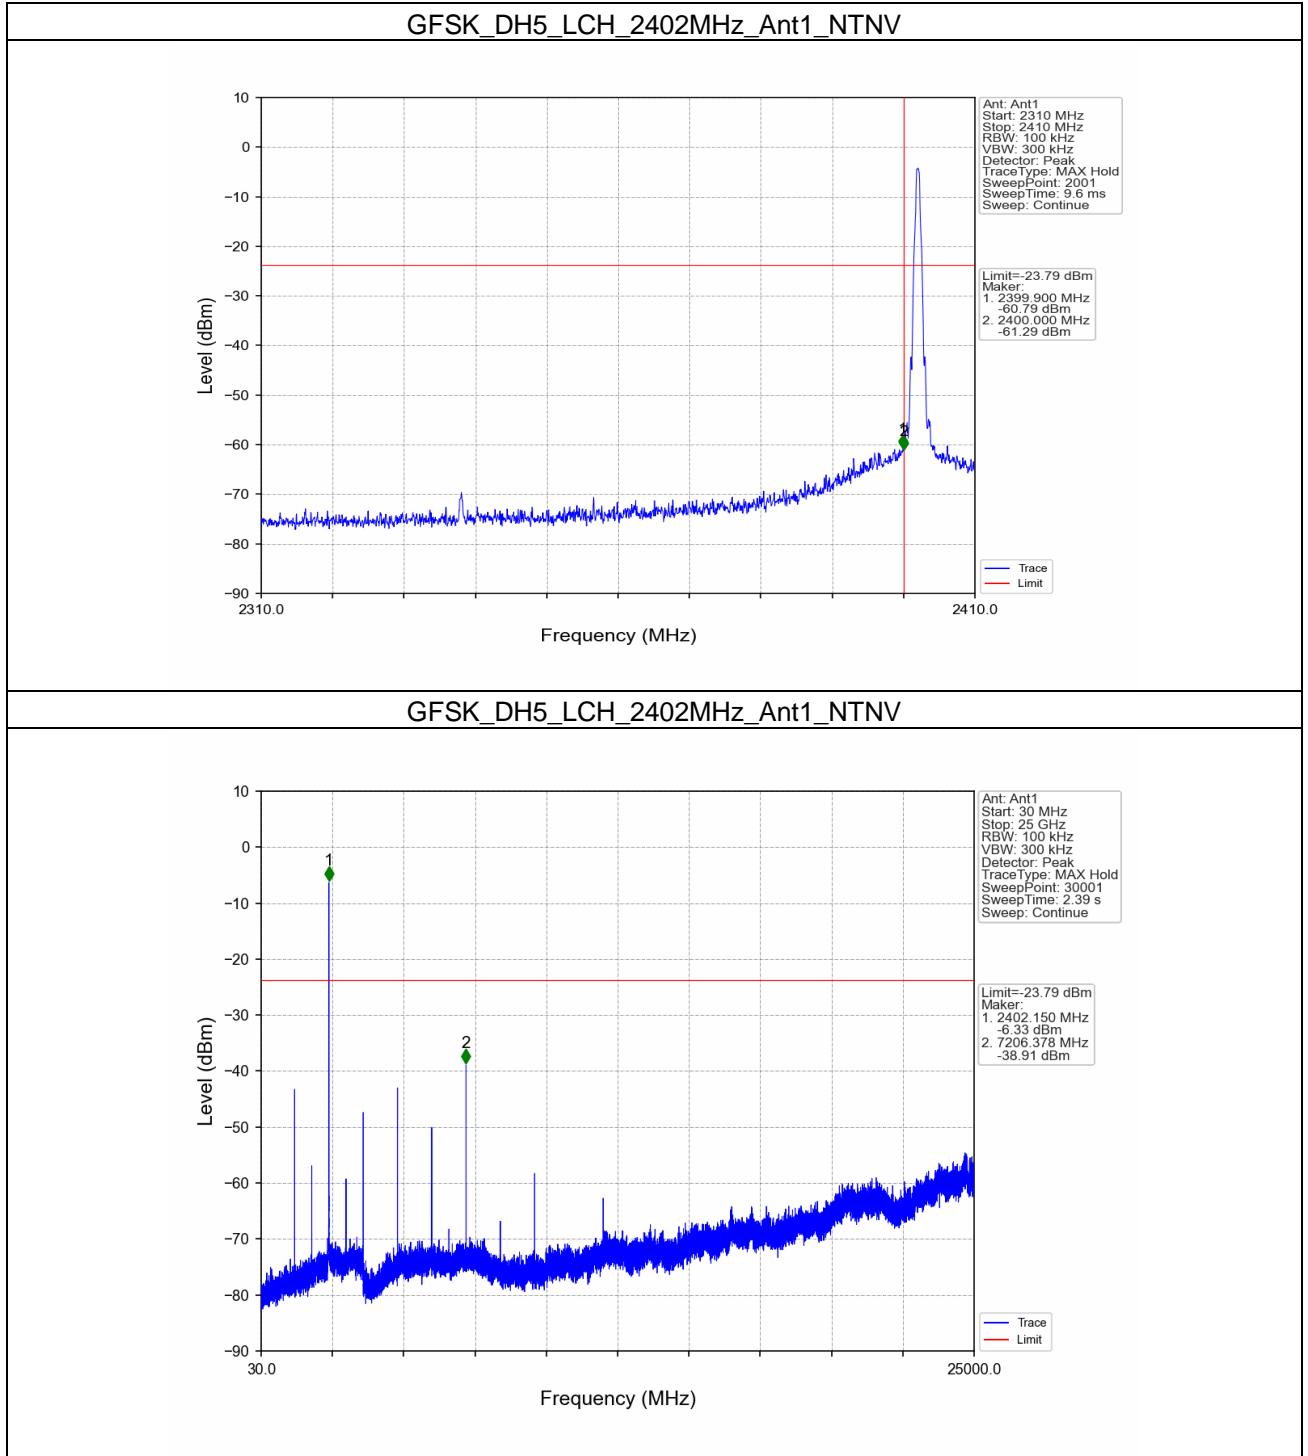 GFSK_DH5_LCH_2402MHz_Ant1_NTNV
10
0
−10
−20
−30
−40
−50
−60
−70
−80
−90
Level (dBm)
2310.0
2410.0
Frequency (MHz)
2
Ant: Ant1
Start: 2310 MHz
Stop: 2410 MHz
RBW: 100 kHz
VBW: 300 kHz
Detector: Peak
TraceType: MAX Hold
SweepPoint: 2001
SweepTime: 9.6 ms
Sweep: Continue
Limit=-23.79 dBm
Maker:
1. 2399.900 MHz
-60.79 dBm
2. 2400.000 MHz
-61.29 dBm
Trace
Limit
GFSK_DH5_LCH_2402MHz_Ant1_NTNV
10
0
−10
−20
−30
−40
−50
−60
−70
−80
−90
Level (dBm)
30.0
25000.0
Frequency (MHz)
1
2
Ant: Ant1
Start: 30 MHz
Stop: 25 GHz
RBW: 100 kHz
VBW: 300 kHz
Detector: Peak
TraceType: MAX Hold
SweepPoint: 30001
SweepTime: 2.39 s
Sweep: Continue
Limit=-23.79 dBm
Maker:
1. 2402.150 MHz
-6.33 dBm
2. 7206.378 MHz
-38.91 dBm
Trace
Limit